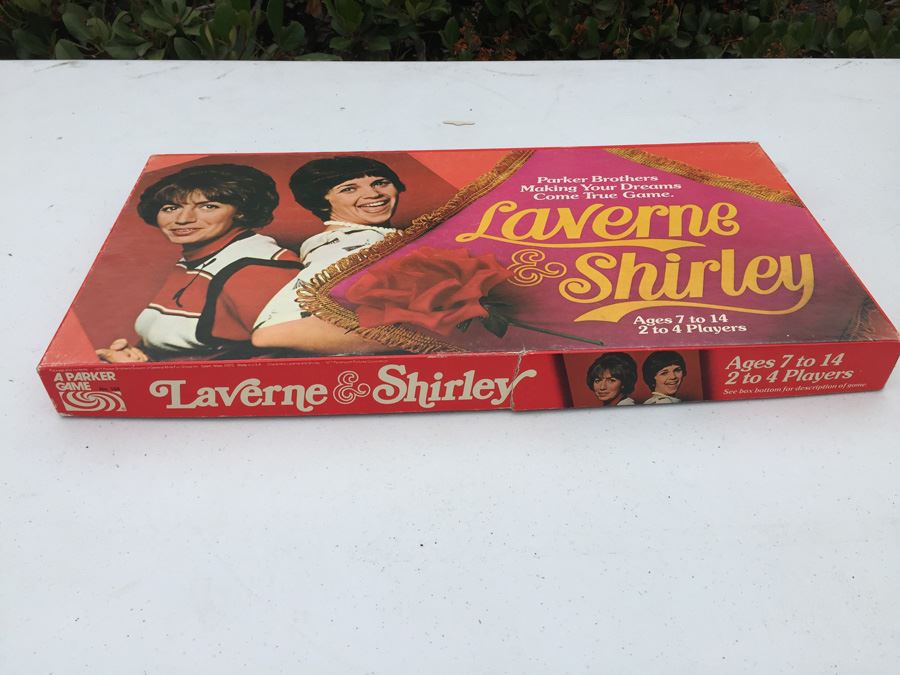 Parker Brothers
Making Your Dreams
Come True Game.
Laverne
& Shirley
Ages 7 to 14
2 to 4 Players
A PARKER
GAME
Laverne & Shirley
Ages 7 to 14
2 to 4 Players
See box bottom for description of game.